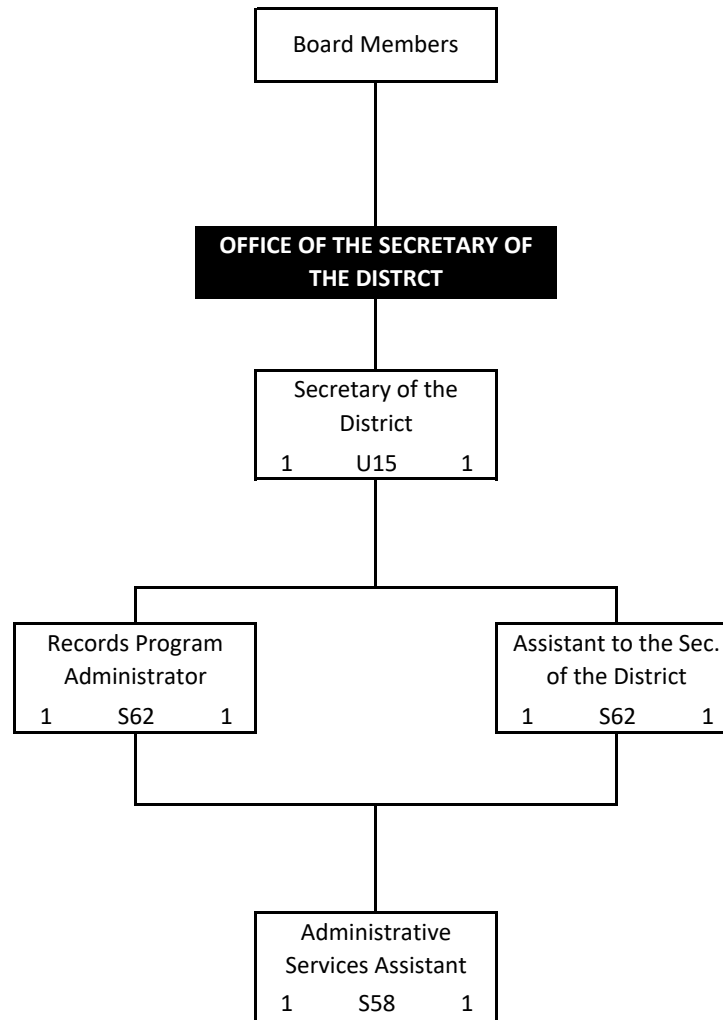 Board Members
OFFICE OF THE SECRETARY OF
THE DISTRCT
Secretary of the
District
1 U15 1
Records Program
Administrator
1 S62 1
Assistant to the Sec.
of the District
1 S62 1
Administrative
Services Assistant
1 S58 1